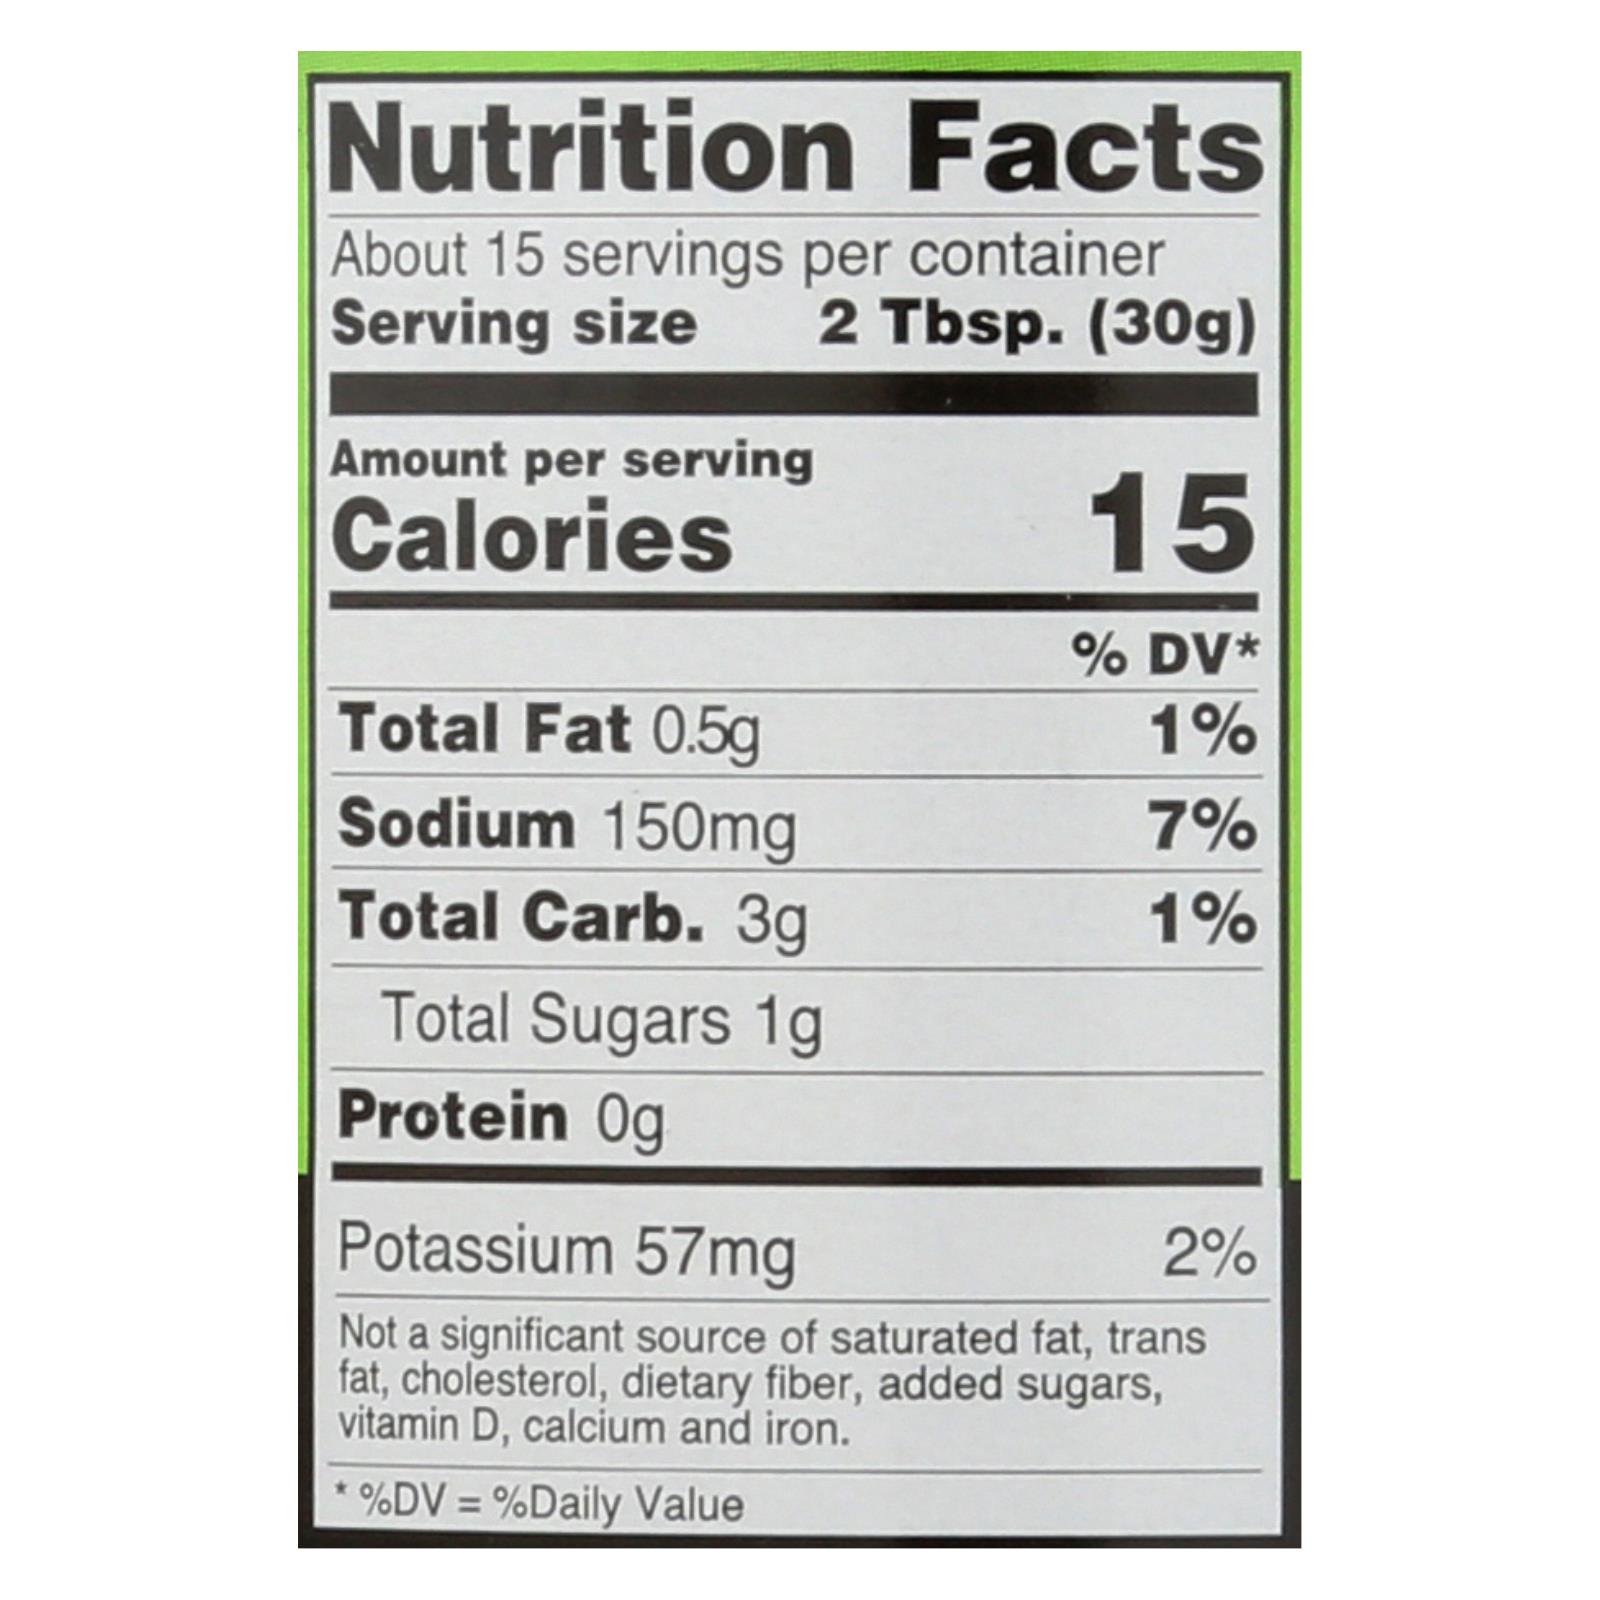 Nutrition Facts
About 15 servings per container
Serving size 2 Tbsp. (30g)
Amount per serving
Calories 15
% DV*
Total Fat 0.5g 1%
Sodium 150mg 7%
Total Carb. 3g 1%
Total Sugars 1g
Protein 0g
Potassium 57mg 2%
Not a significant source of saturated fat, trans
fat, cholesterol, dietary fiber, added sugars,
vitamin D, calcium and iron.
* %DV = %Daily Value